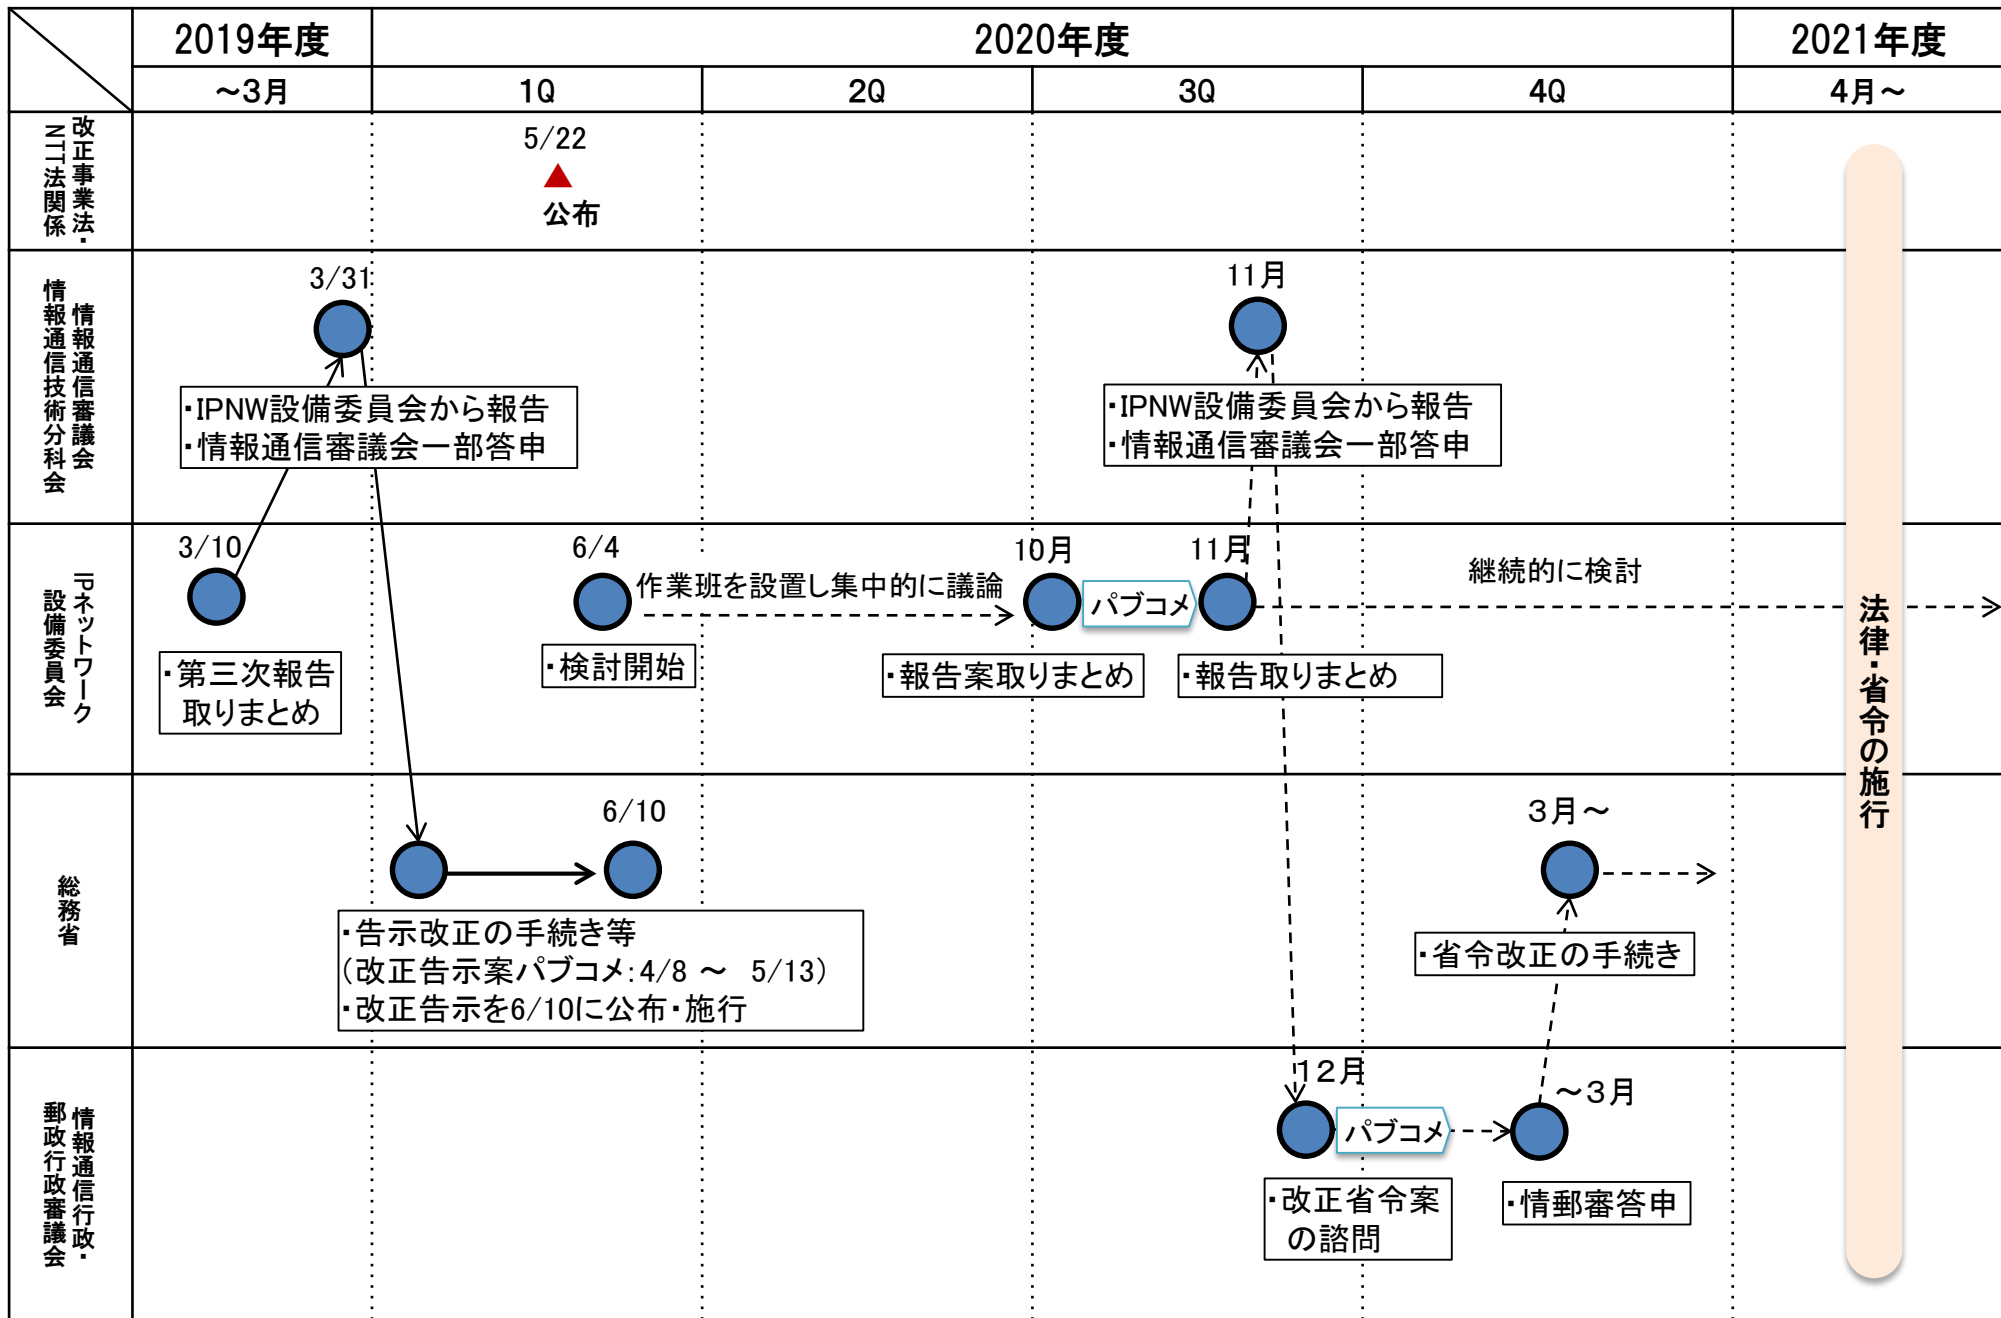 2019年度
2020年度
2021年度
～3月
1Q
2Q
3Q
4Q
4月～
改正事業法・
NTT法関係
5/22
公布
情報通信審議会
情報通信技術分科会
3/31
・IPNW設備委員会から報告
・情報通信審議会一部答申
11月
・IPNW設備委員会から報告
・情報通信審議会一部答申
IPネットワーク
設備委員会
3/10
・第三次報告
取りまとめ
6/4
・検討開始
作業班を設置し集中的に議論
10月
・報告案取りまとめ
パブコメ
11月
・報告取りまとめ
継続的に検討
総務省
6/10
・告示改正の手続き等
（改正告示案パブコメ：4/8 ～ 5/13）
・改正告示を6/10に公布・施行
3月～
・省令改正の手続き
情報通信行政・
郵政行政審議会
12月
・改正省令案
の諮問
パブコメ
～3月
・情郵審答申
法律・省令の施行